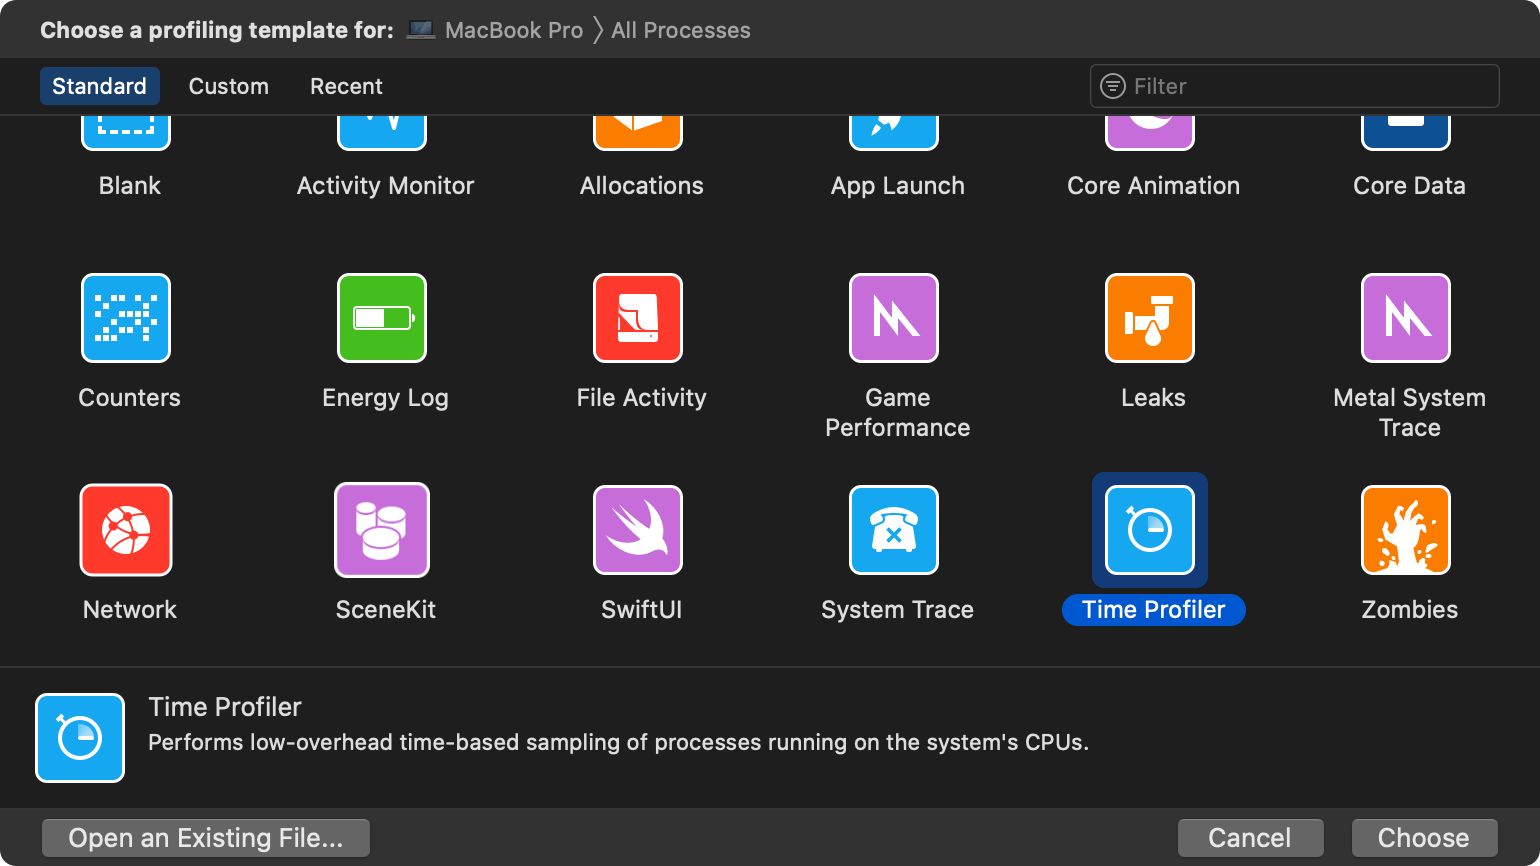 Choose a profiling template for: MacBook Pro All Processes
Standard Custom Recent Filter
Blank Activity Monitor Allocations App Launch Core Animation Core Data
Counters Energy Log File Activity Game Performance Leaks Metal System Trace
Network SceneKit SwiftUI System Trace Time Profiler Zombies
Time Profiler
Performs low-overhead time-based sampling of processes running on the system's CPUs.
Open an Existing File... Cancel Choose